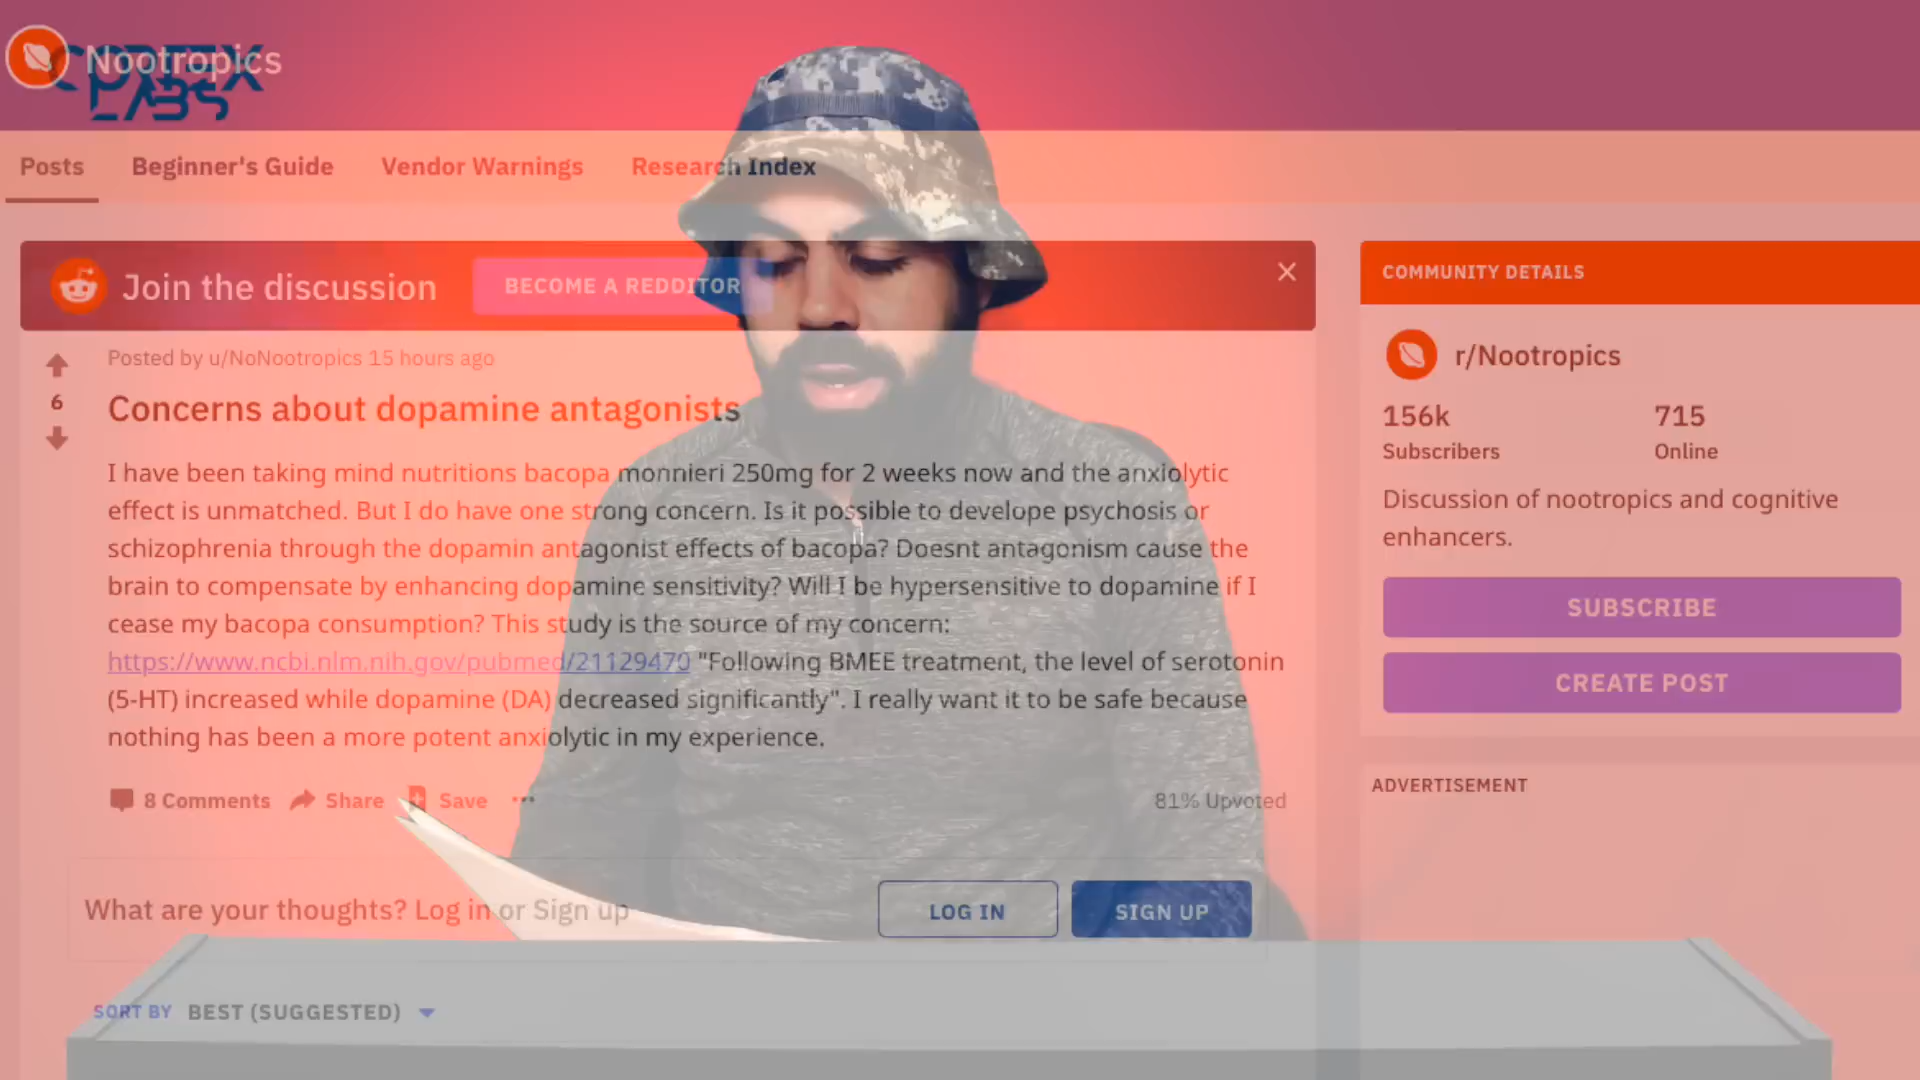 Nootropics
CORTEX
LABS
Posts Beginner's Guide Vendor Warnings Research Index
Join the discussion BECOME A REDDITOR
Posted by u/NoNootropics 15 hours ago
6
Concerns about dopamine antagonists
I have been taking mind nutritions bacopa monnieri 250mg for 2 weeks now and the anxiolytic
effect is unmatched. But I do have one strong concern. Is it possible to develope psychosis or
schizophrenia through the dopamin antagonist effects of bacopa? Doesnt antagonism cause the
brain to compensate by enhancing dopamine sensitivity? Will I be hypersensitive to dopamine if I
cease my bacopa consumption? This study is the source of my concern:
https://www.ncbi.nlm.nih.gov/pubmed/21129470 "Following BMEE treatment, the level of serotonin
(5-HT) increased while dopamine (DA) decreased significantly". I really want it to be safe because
nothing has been a more potent anxiolytic in my experience.
8 Comments Share Save ... 81% Upvoted
What are your thoughts? Log in or Sign up LOG IN SIGN UP
SORT BY BEST (SUGGESTED)
COMMUNITY DETAILS
r/Nootropics
156k 715
Subscribers Online
Discussion of nootropics and cognitive
enhancers.
SUBSCRIBE
CREATE POST
ADVERTISEMENT